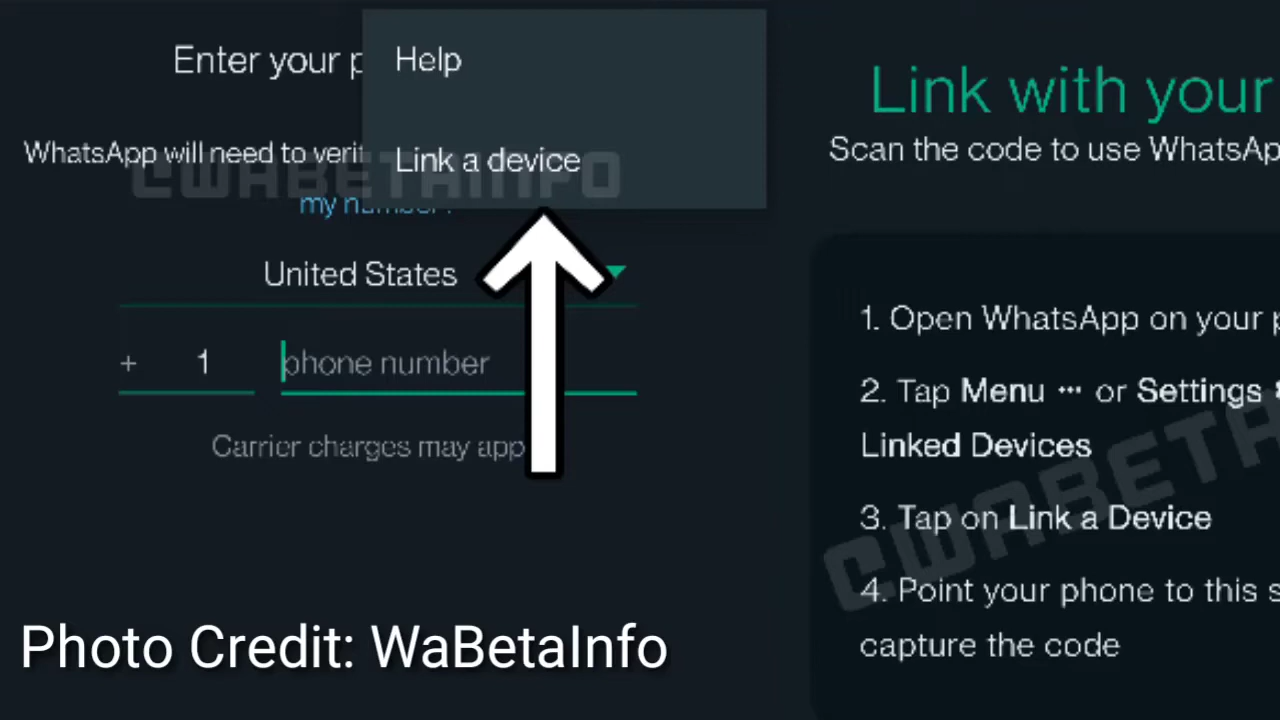 Enter your p
Help
WhatsApp will need to verif
Link a device
CWABETAINFO
my number?
United States
+ 1 phone number
Carrier charges may app
Photo Credit: WaBetaInfo
Link with your
Scan the code to use WhatsApp
1. Open WhatsApp on your p
2. Tap Menu ··· or Settings
Linked Devices
3. Tap on Link a Device
4. Point your phone to this s
capture the code
CWABETA